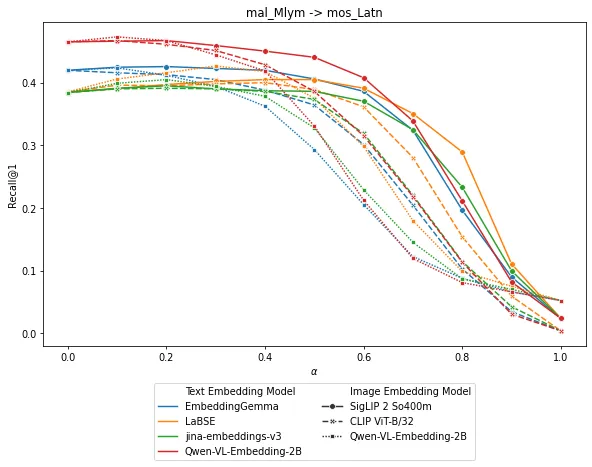 mal_Mlym -> mos_Latn
Recall@1
0.4
0.3
0.2
0.1
0.0
0.0 0.2 0.4 0.6 0.8 1.0
α
Text Embedding Model
EmbeddingGemma
LaBSE
jina-embeddings-v3
Qwen-VL-Embedding-2B
Image Embedding Model
SigLIP 2 So400m
CLIP ViT-B/32
Qwen-VL-Embedding-2B